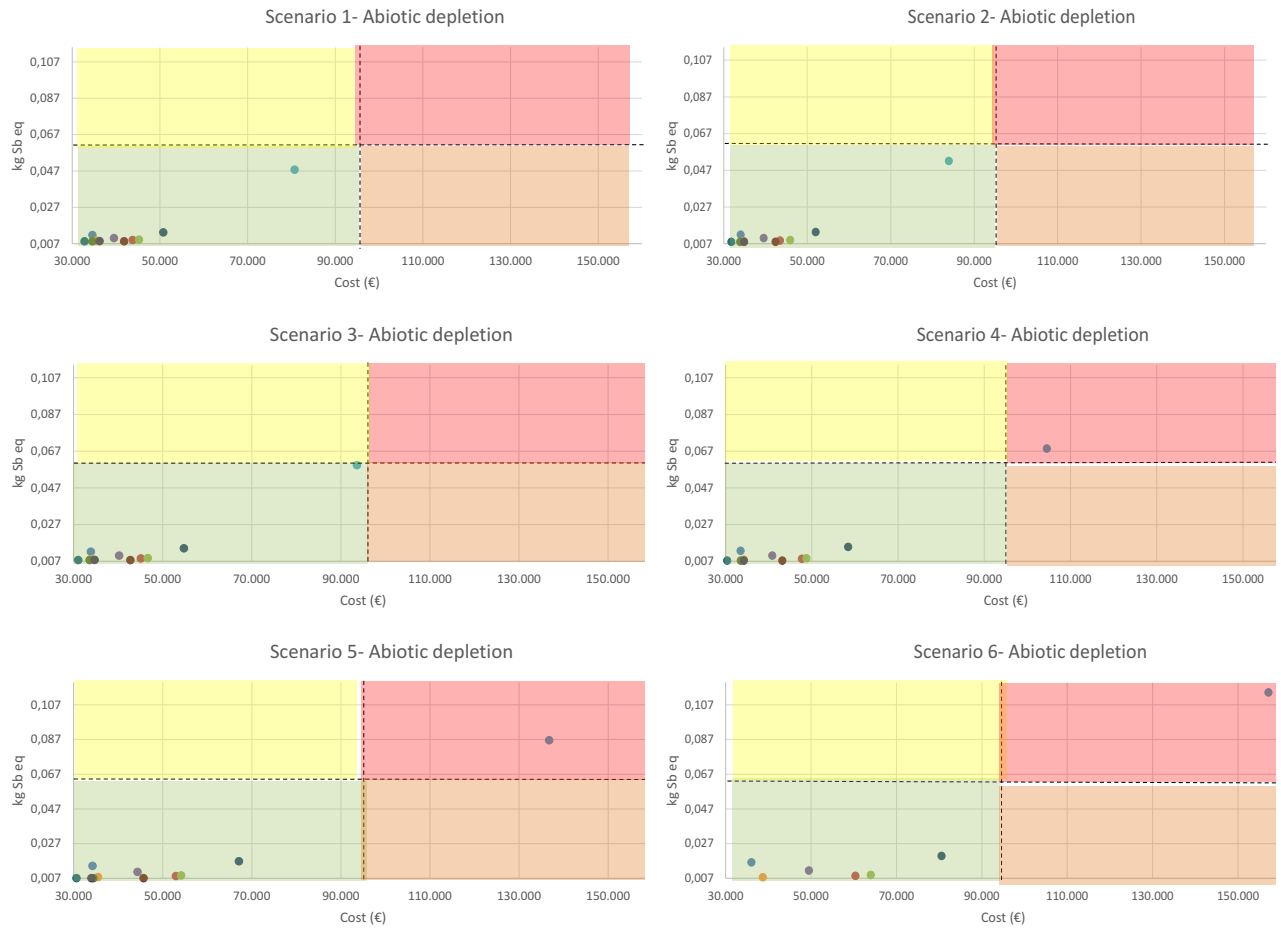 Scenario 1- Abiotic depletion
0,107
0,087
0,067
0,047
0,027
0,007
kg Sb eq
30.000 50.000 70.000 90.000 110.000 130.000 150.000
Cost (€)
Scenario 2- Abiotic depletion
0,107
0,087
0,067
0,047
0,027
0,007
kg Sb eq
30.000 50.000 70.000 90.000 110.000 130.000 150.000
Cost (€)
Scenario 3- Abiotic depletion
0,107
0,087
0,067
0,047
0,027
0,007
kg Sb eq
30.000 50.000 70.000 90.000 110.000 130.000 150.000
Cost (€)
Scenario 4- Abiotic depletion
0,107
0,087
0,067
0,047
0,027
0,007
kg Sb eq
30.000 50.000 70.000 90.000 110.000 130.000 150.000
Cost (€)
Scenario 5- Abiotic depletion
0,107
0,087
0,067
0,047
0,027
0,007
kg Sb eq
30.000 50.000 70.000 90.000 110.000 130.000 150.000
Cost (€)
Scenario 6- Abiotic depletion
0,107
0,087
0,067
0,047
0,027
0,007
kg Sb eq
30.000 50.000 70.000 90.000 110.000 130.000 150.000
Cost (€)